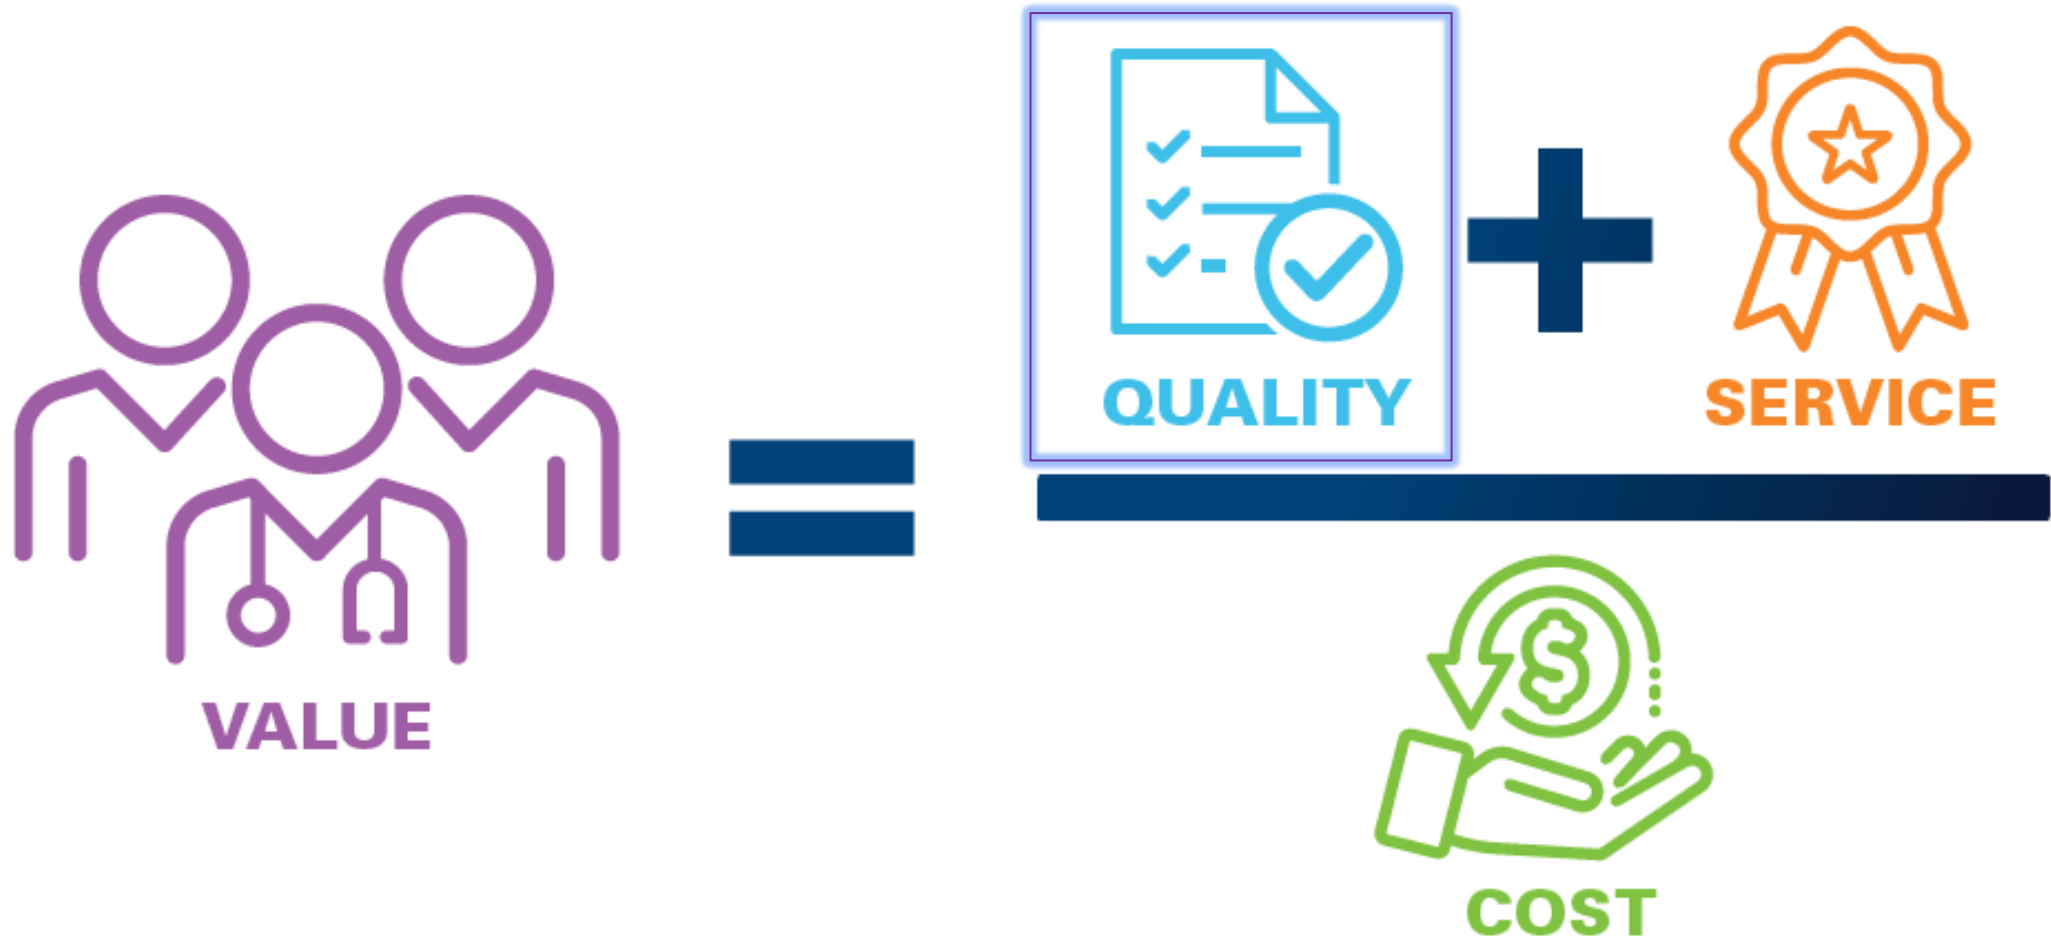 VALUE
=
QUALITY
+
SERVICE
$
COST